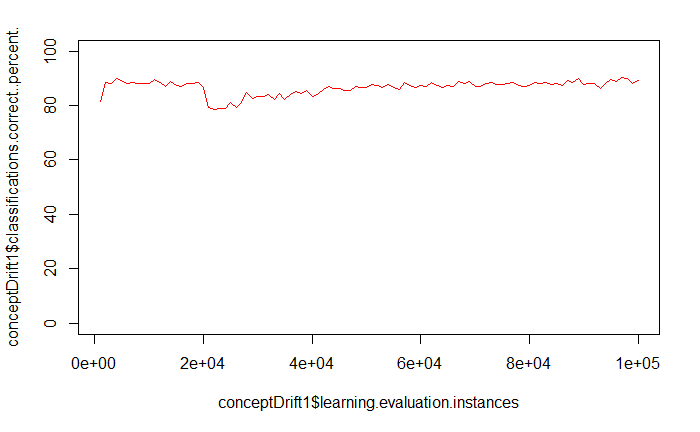 conceptDrift1$classifications.correct..percent.
100
80
60
40
20
0
0e+00 2e+04 4e+04 6e+04 8e+04 1e+05
conceptDrift1$learning.evaluation.instances